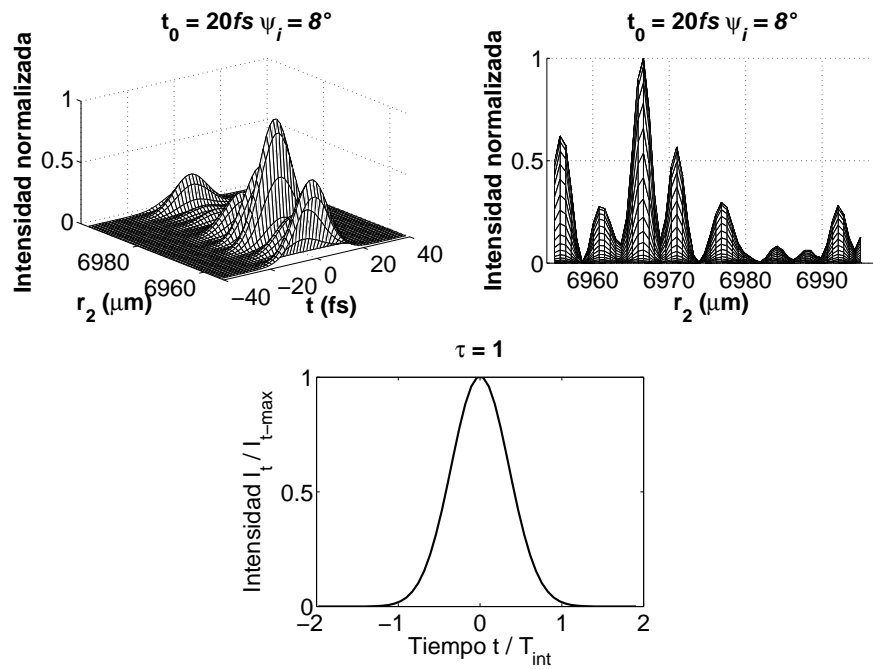 t₀ = 20fs ψᵢ = 8°
Intensidad normalizada
1
0.5
0
6980
6960
r₂ (μm)
−40
−20
0
20
40
t (fs)
t₀ = 20fs ψᵢ = 8°
Intensidad normalizada
1
0.5
0
6960
6970
6980
6990
r₂ (μm)
τ = 1
Intensidad I_t / I_t−max
1
0.5
0
−2
−1
0
1
2
Tiempo t / T_int